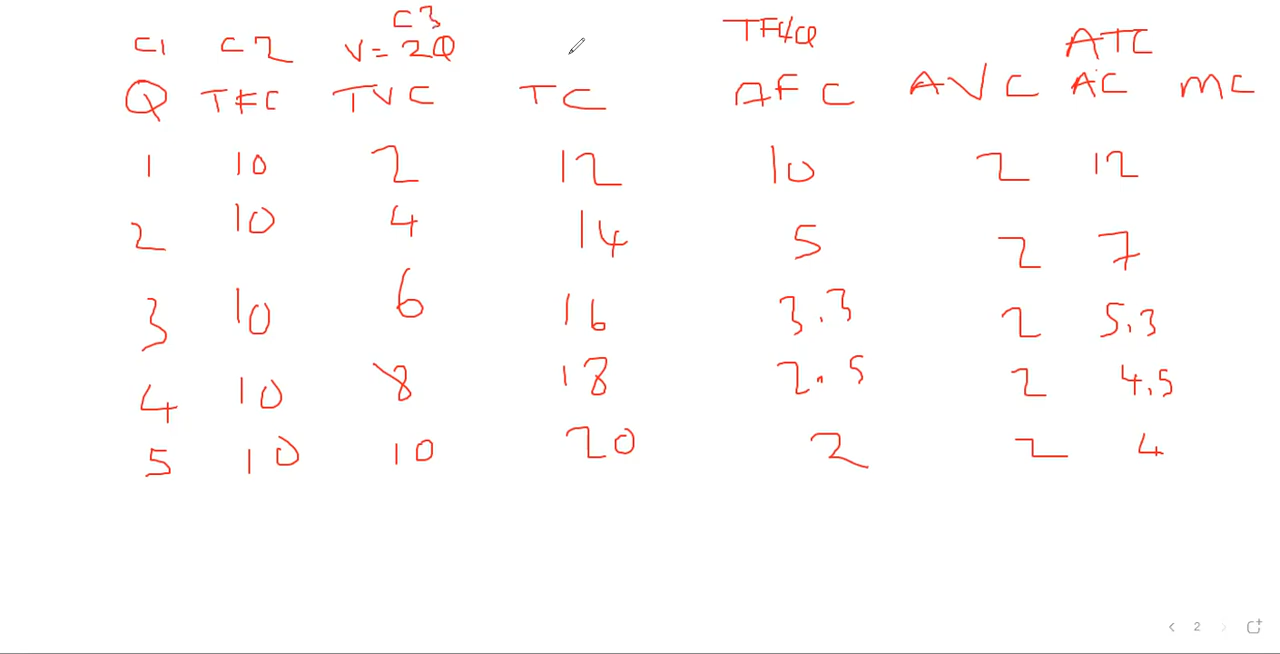 C1 C2 C3 TFC/Q ATC
V = 2Q
Q TFC TVC TC AFC AVC AC MC
1 10 2 12 10 2 12
2 10 4 14 5 2 7
3 10 6 16 3.3 2 5.3
4 10 8 18 2.5 2 4.5
5 10 10 20 2 2 4
2